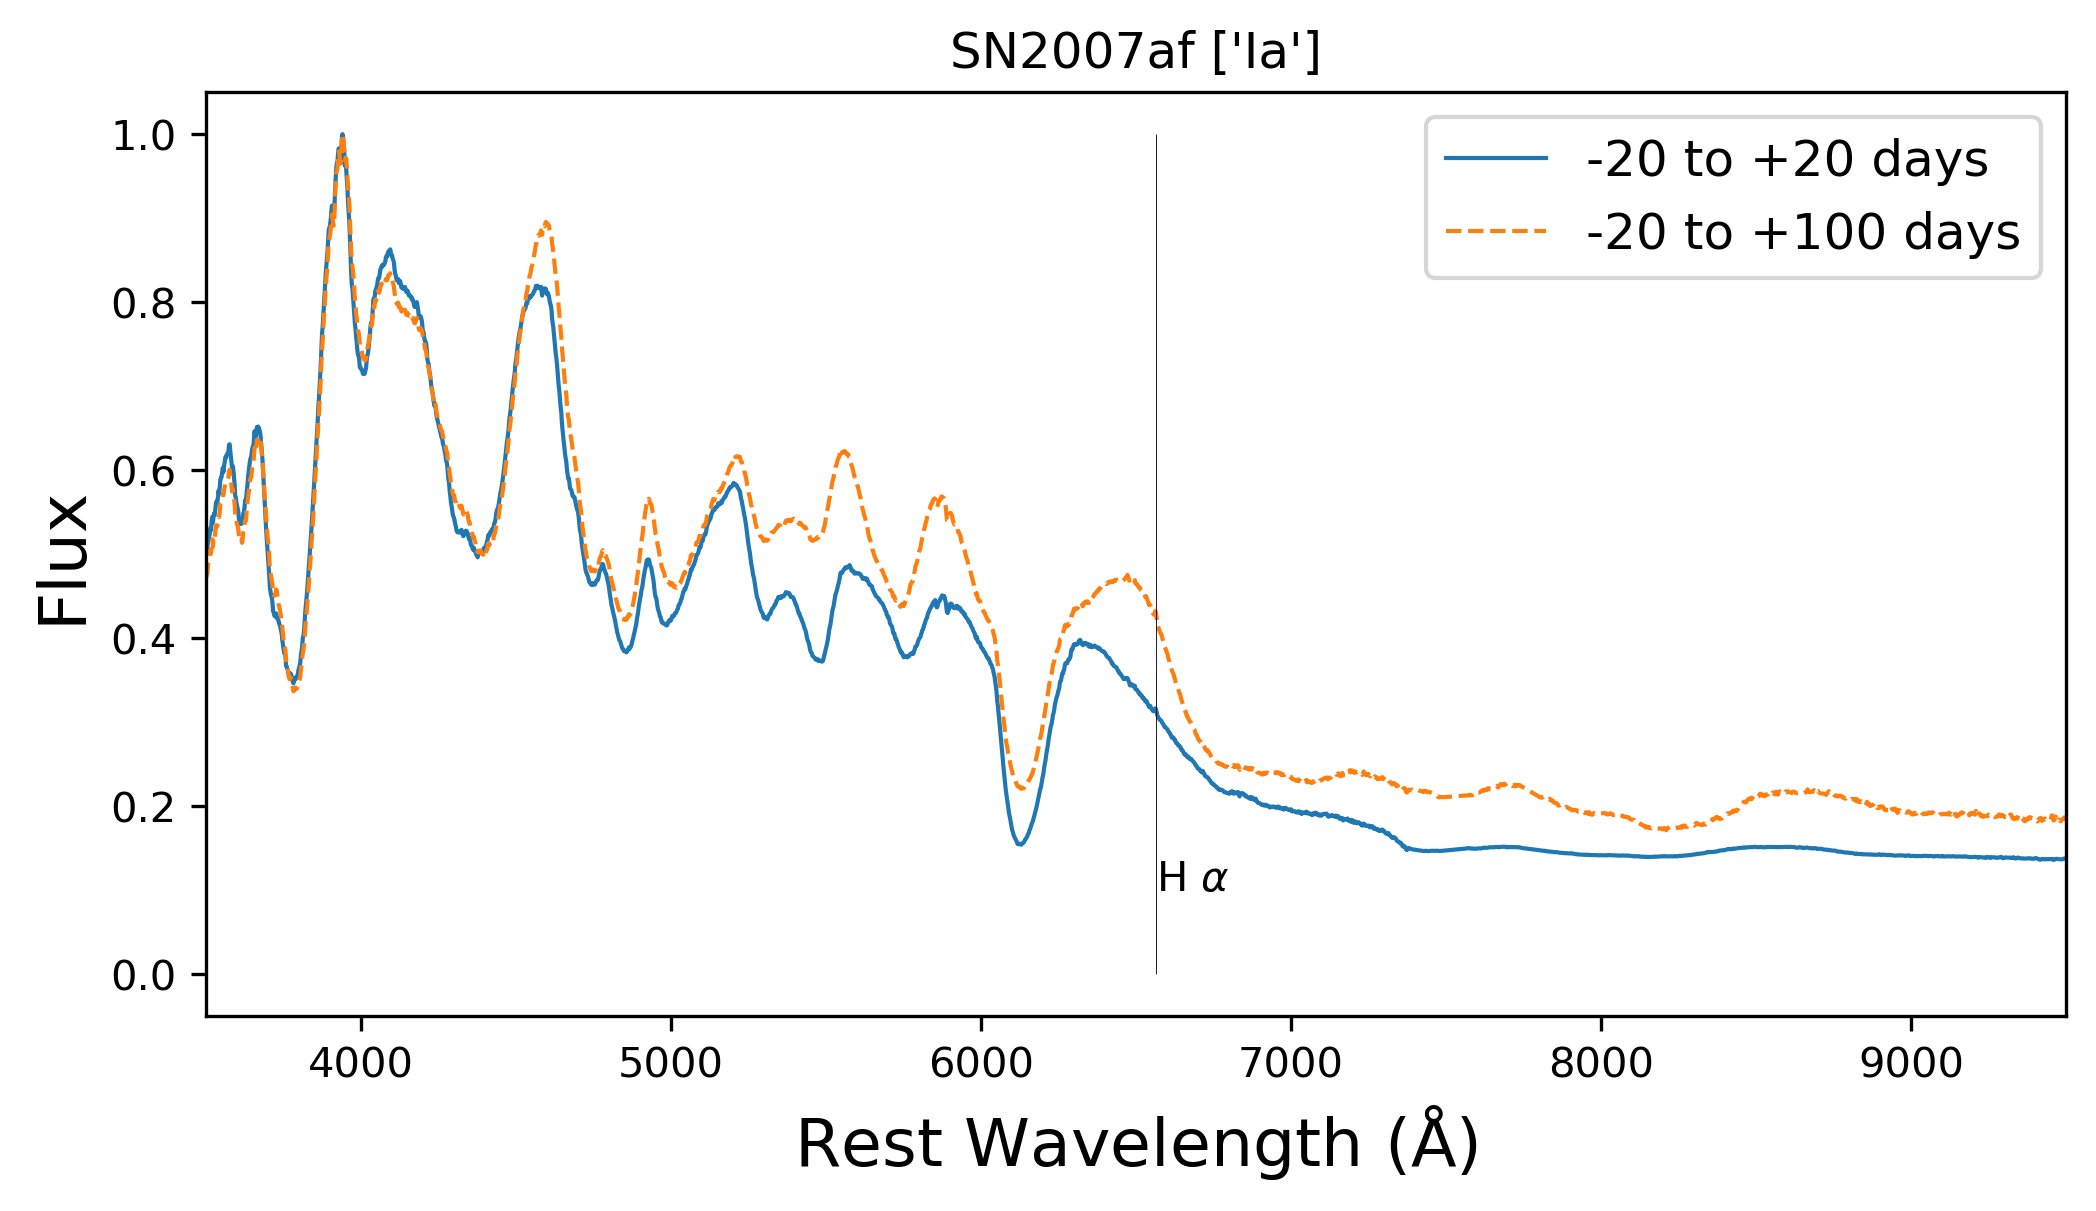 SN2007af ['Ia']
-20 to +20 days
-20 to +100 days
1.0
0.8
0.6
0.4
0.2
0.0
Flux
H α
4000 5000 6000 7000 8000 9000
Rest Wavelength (Å)